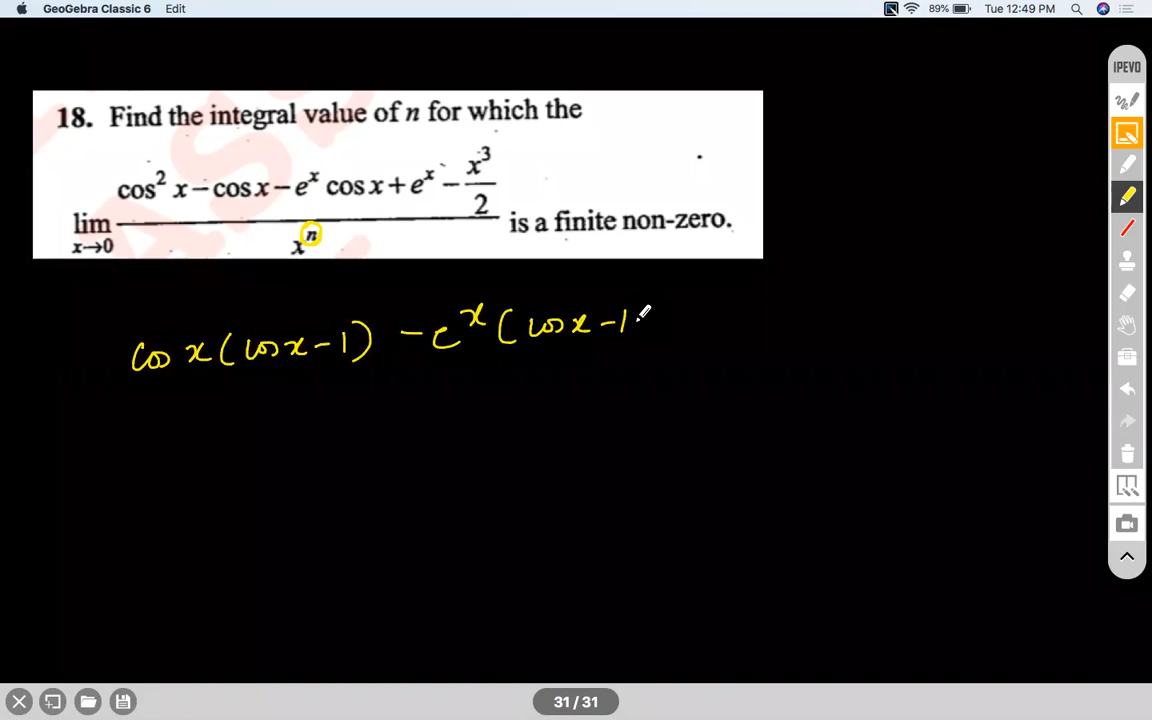 GeoGebra Classic 6 Edit 89% Tue 12:49 PM
IPEVO
18. Find the integral value of n for which the
lim x→0 (cos² x – cos x – eˣ cos x + eˣ – x³/2) / xⁿ is a finite non-zero.
cos x (cos x – 1) – eˣ (cos x – 1
31 / 31